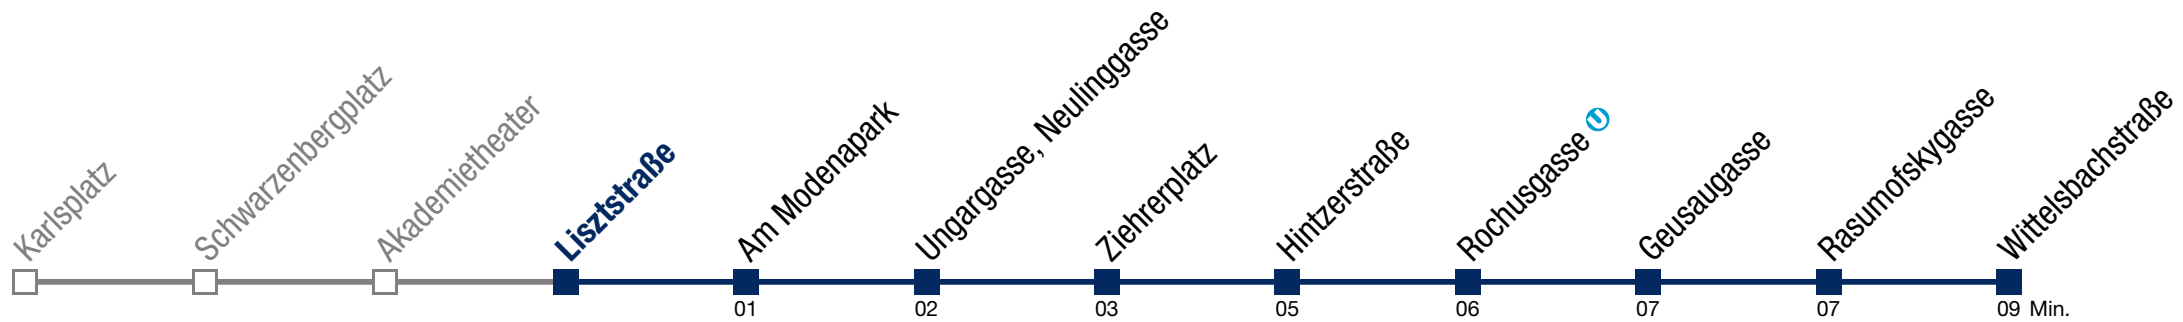 Karlsplatz
Schwarzenbergplatz
Akademietheater
Lisztstraße
Am Modenapark
Ungargasse, Neulinggasse
Ziehrerplatz
Hintzerstraße
Rochusgasse U
Geusaugasse
Rasumofskygasse
Wittelsbachstraße
01 02 03 05 06 07 07 09 Min.